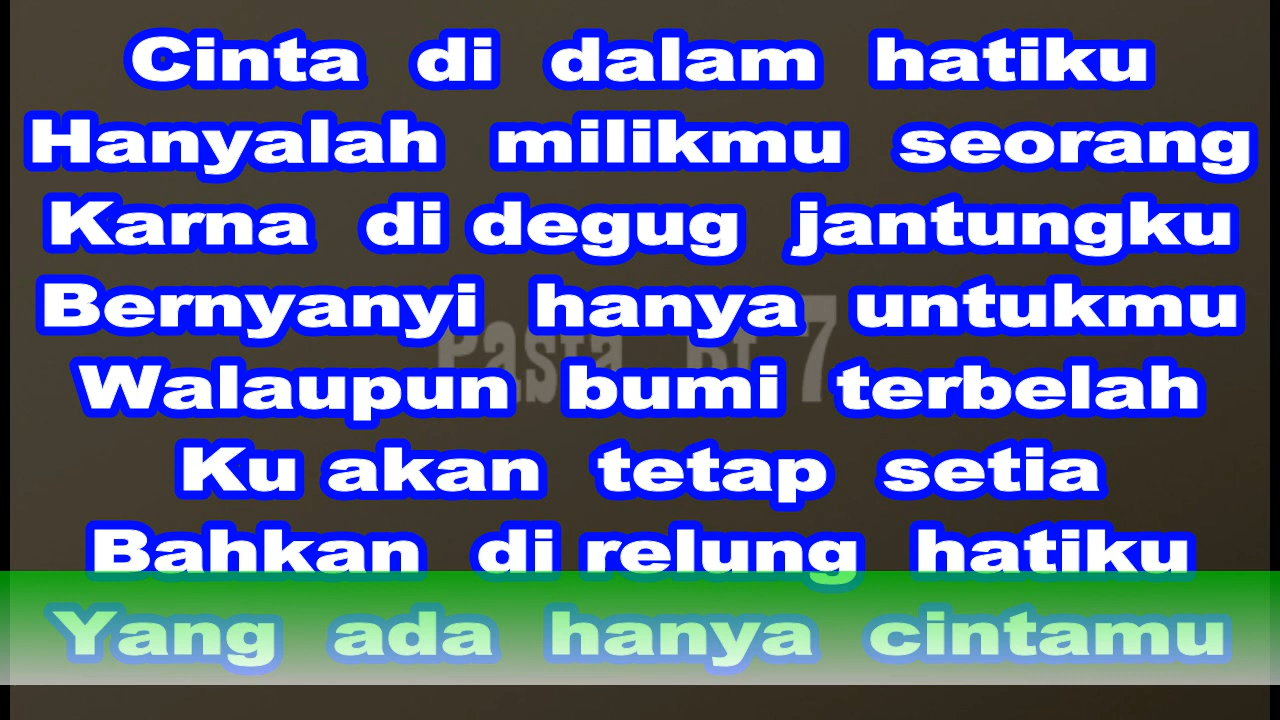 Cinta di dalam hatiku
Hanyalah milikmu seorang
Karna di degug jantungku
Bernyanyi hanya untukmu
Walaupun bumi terbelah
Ku akan tetap setia
Bahkan di relung hatiku
Yang ada hanya cintamu